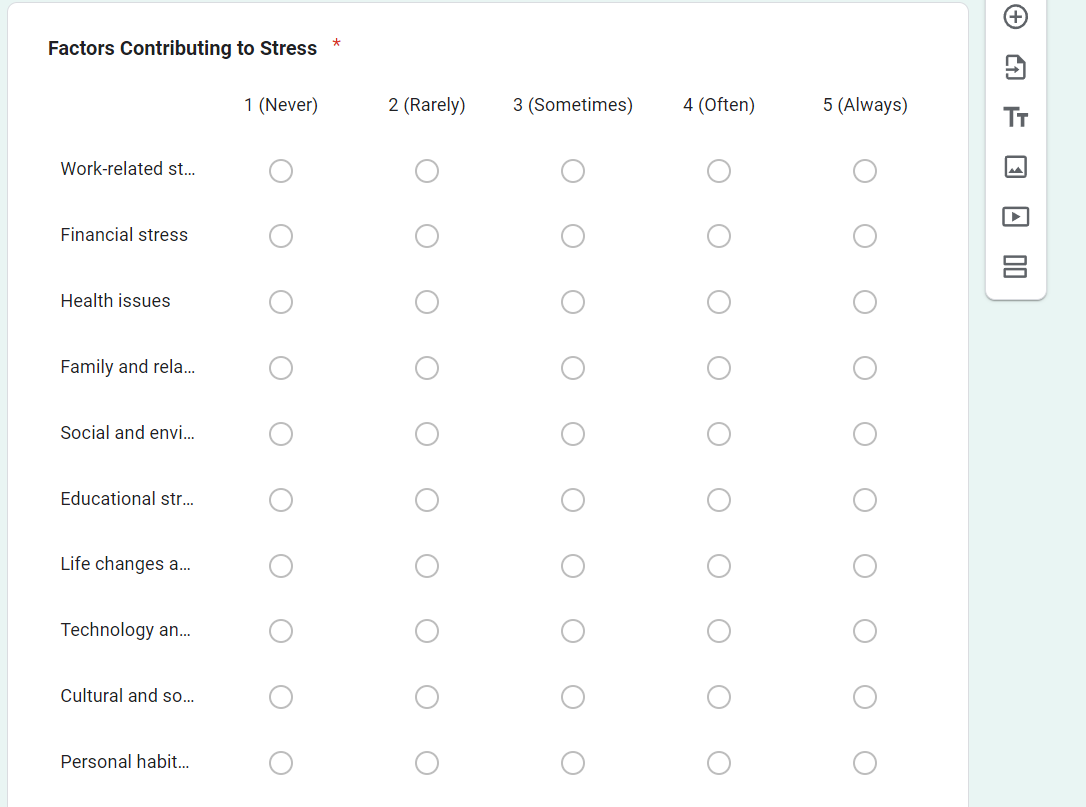 Factors Contributing to Stress *
1 (Never) 2 (Rarely) 3 (Sometimes) 4 (Often) 5 (Always)
Work-related st...
Financial stress
Health issues
Family and rela...
Social and envi...
Educational str...
Life changes a...
Technology an...
Cultural and so...
Personal habit...
Tт